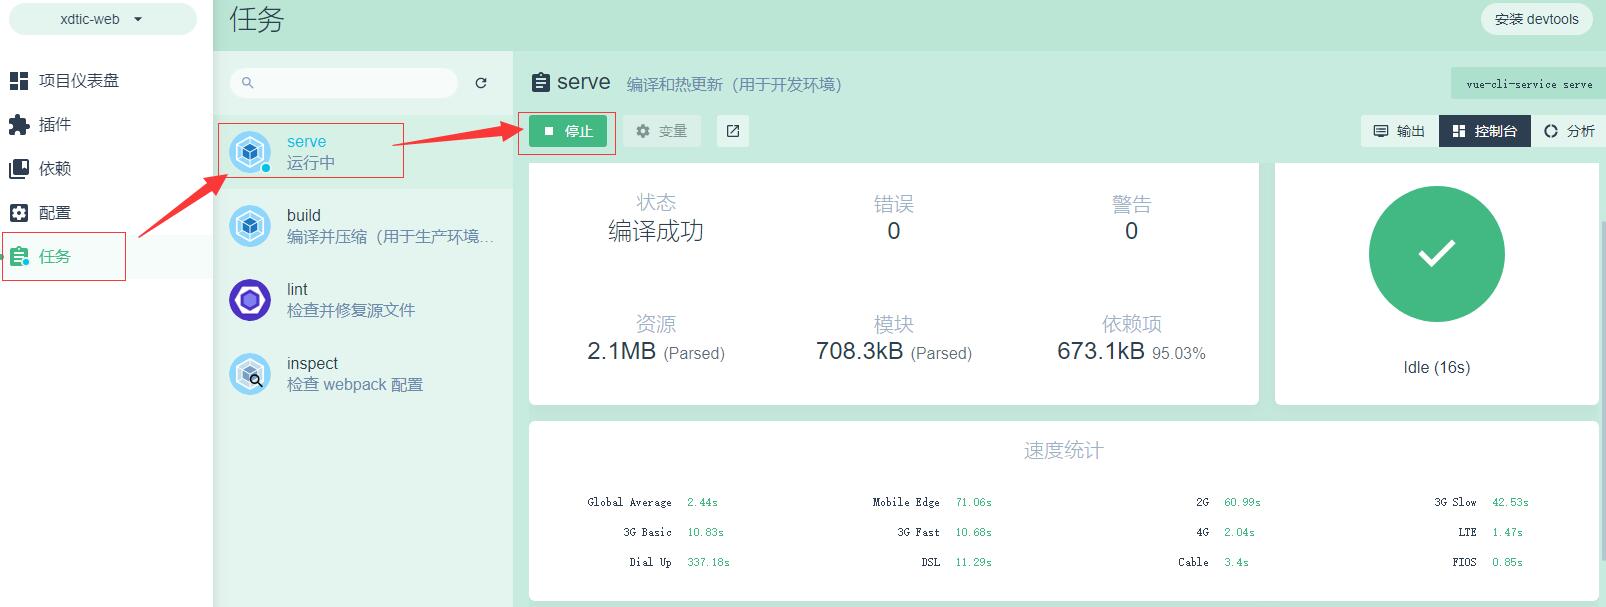 xdtic-web
任务
安装 devtools
项目仪表盘
插件
依赖
配置
任务
serve
运行中
build
编译并压缩（用于生产环境…
lint
检查并修复源文件
inspect
检查 webpack 配置
serve 编译和热更新（用于开发环境）
vue-cli-service serve
停止 变量
输出 控制台 分析
状态 错误 警告
编译成功 0 0
资源 模块 依赖项
2.1MB (Parsed) 708.3kB (Parsed) 673.1kB 95.03%
Idle (16s)
速度统计
Global Average 2.44s Mobile Edge 71.06s 2G 60.99s 3G Slow 42.53s
3G Basic 10.83s 3G Fast 10.68s 4G 2.04s LTE 1.47s
Dial Up 337.18s DSL 11.29s Cable 3.4s FIOS 0.85s